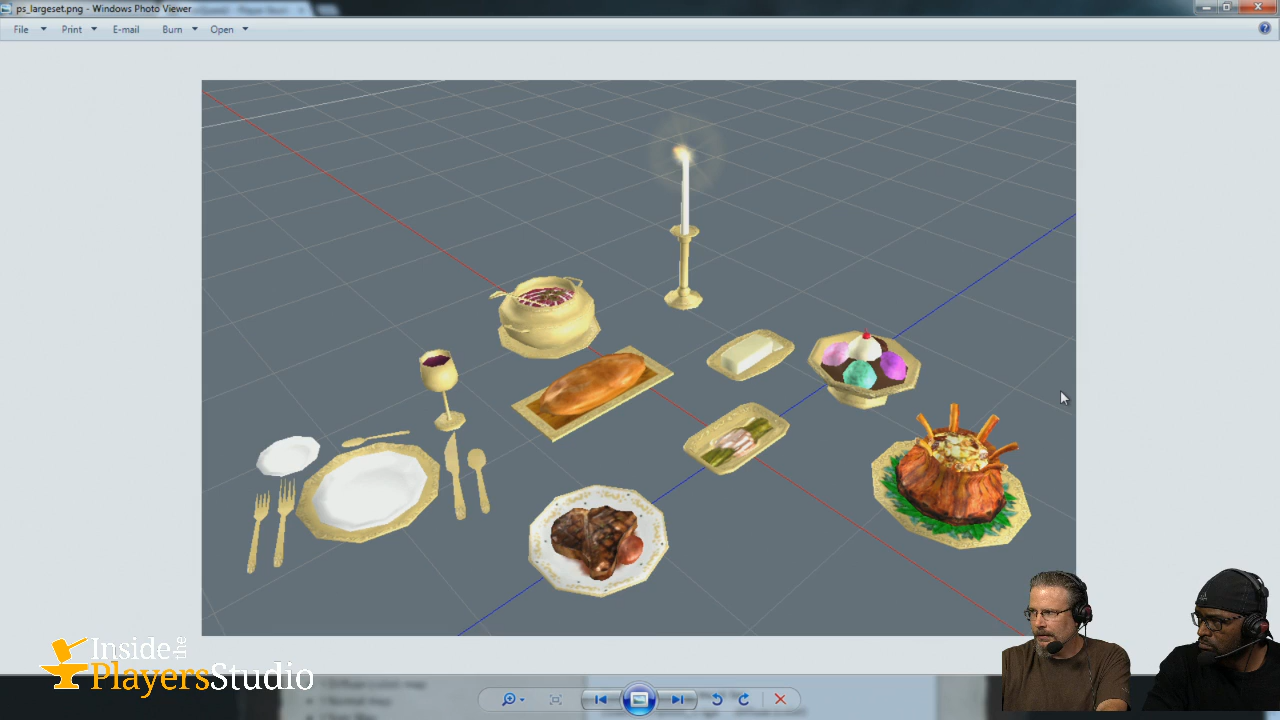 ps_largeset.png - Windows Photo Viewer
File Print E-mail Burn Open
Inside the
PlayersStudio